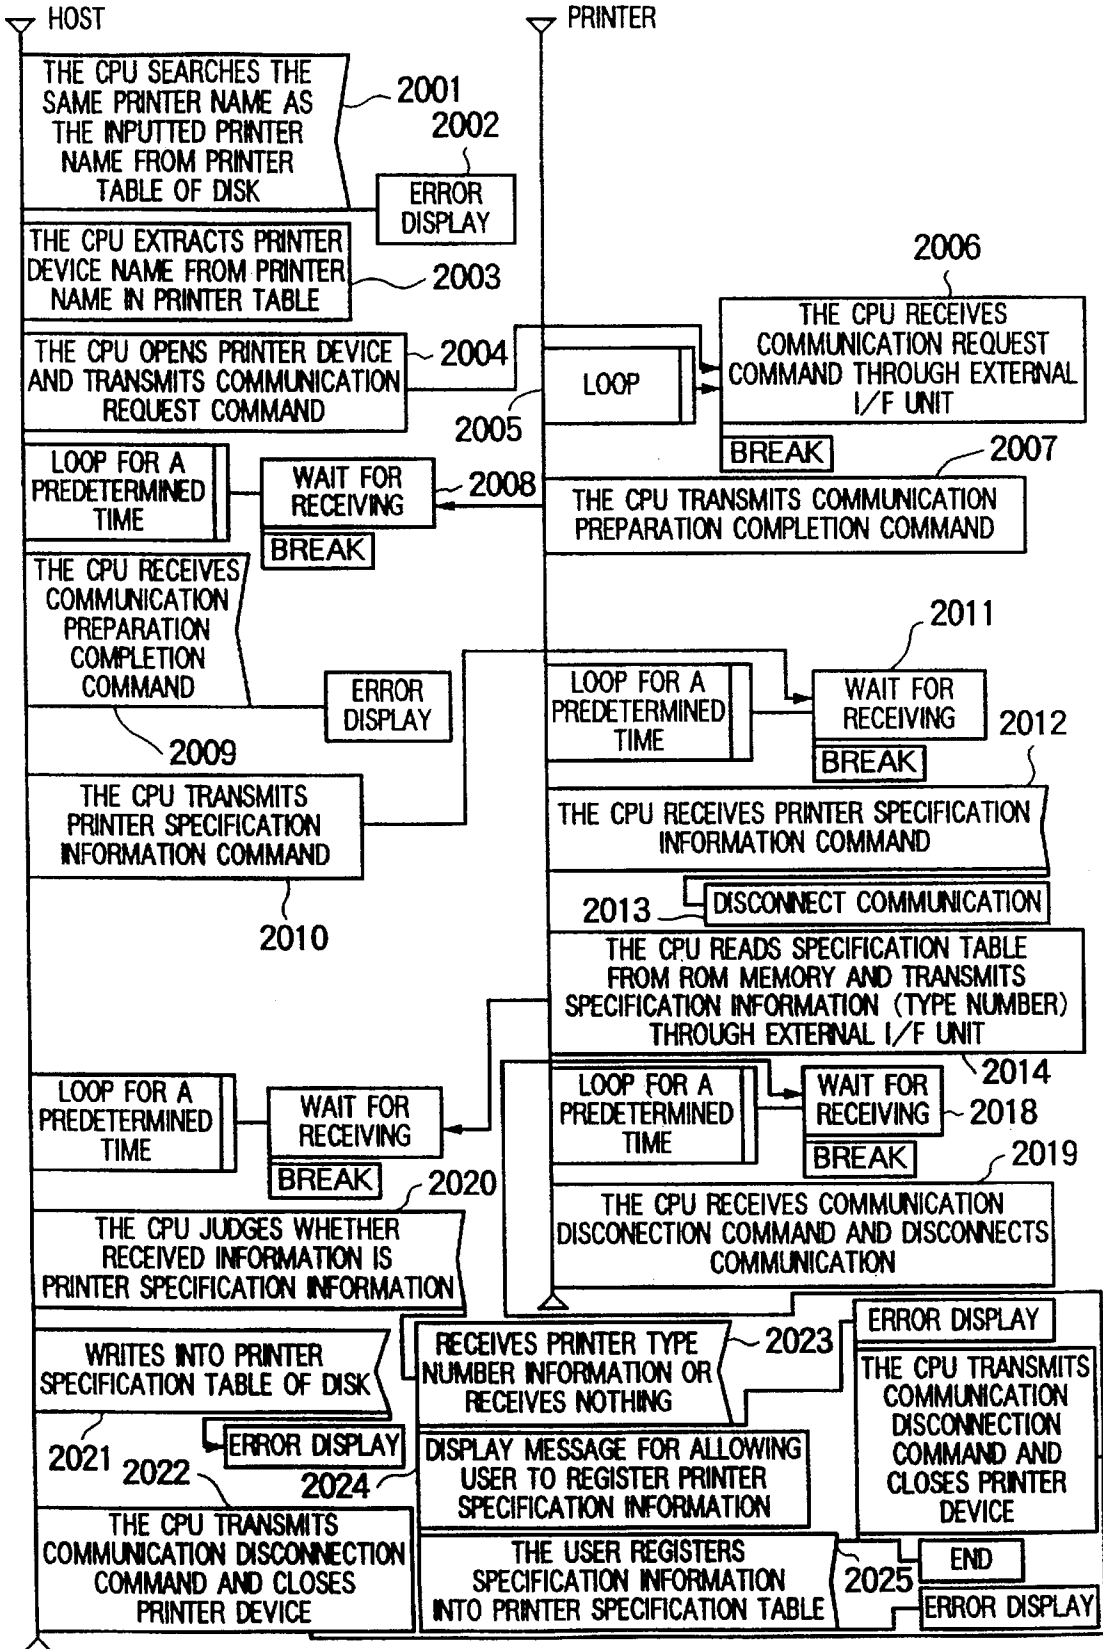 HOST
PRINTER
THE CPU SEARCHES THE
SAME PRINTER NAME AS
THE INPUTTED PRINTER
NAME FROM PRINTER
TABLE OF DISK
2001
2002
ERROR
DISPLAY
THE CPU EXTRACTS PRINTER
DEVICE NAME FROM PRINTER
NAME IN PRINTER TABLE
2003
THE CPU OPENS PRINTER DEVICE
AND TRANSMITS COMMUNICATION
REQUEST COMMAND
2004
LOOP
2005
2006
THE CPU RECEIVES
COMMUNICATION REQUEST
COMMAND THROUGH EXTERNAL
I/F UNIT
BREAK
2007
THE CPU TRANSMITS COMMUNICATION
PREPARATION COMPLETION COMMAND
LOOP FOR A
PREDETERMINED
TIME
WAIT FOR
RECEIVING
2008
BREAK
THE CPU RECEIVES
COMMUNICATION
PREPARATION
COMPLETION
COMMAND
ERROR
DISPLAY
2009
THE CPU TRANSMITS
PRINTER SPECIFICATION
INFORMATION COMMAND
2010
LOOP FOR A
PREDETERMINED
TIME
2011
WAIT FOR
RECEIVING
BREAK
2012
THE CPU RECEIVES PRINTER SPECIFICATION
INFORMATION COMMAND
2013
DISCONNECT COMMUNICATION
THE CPU READS SPECIFICATION TABLE
FROM ROM MEMORY AND TRANSMITS
SPECIFICATION INFORMATION (TYPE NUMBER)
THROUGH EXTERNAL I/F UNIT
2014
LOOP FOR A
PREDETERMINED
TIME
WAIT FOR
RECEIVING
BREAK
LOOP FOR A
PREDETERMINED
TIME
WAIT FOR
RECEIVING
2018
BREAK
2019
THE CPU RECEIVES COMMUNICATION
DISCONECTION COMMAND AND DISCONNECTS
COMMUNICATION
2020
THE CPU JUDGES WHETHER
RECEIVED INFORMATION IS
PRINTER SPECIFICATION INFORMATION
WRITES INTO PRINTER
SPECIFICATION TABLE OF DISK
2021
ERROR DISPLAY
2022
THE CPU TRANSMITS
COMMUNICATION DISCONNECTION
COMMAND AND CLOSES
PRINTER DEVICE
RECEIVES PRINTER TYPE
NUMBER INFORMATION OR
RECEIVES NOTHING
2023
2024
DISPLAY MESSAGE FOR ALLOWING
USER TO REGISTER PRINTER
SPECIFICATION INFORMATION
THE USER REGISTERS
SPECIFICATION INFORMATION
INTO PRINTER SPECIFICATION TABLE
2025
ERROR DISPLAY
THE CPU TRANSMITS
COMMUNICATION
DISCONNECTION
COMMAND AND
CLOSES PRINTER
DEVICE
END
ERROR DISPLAY